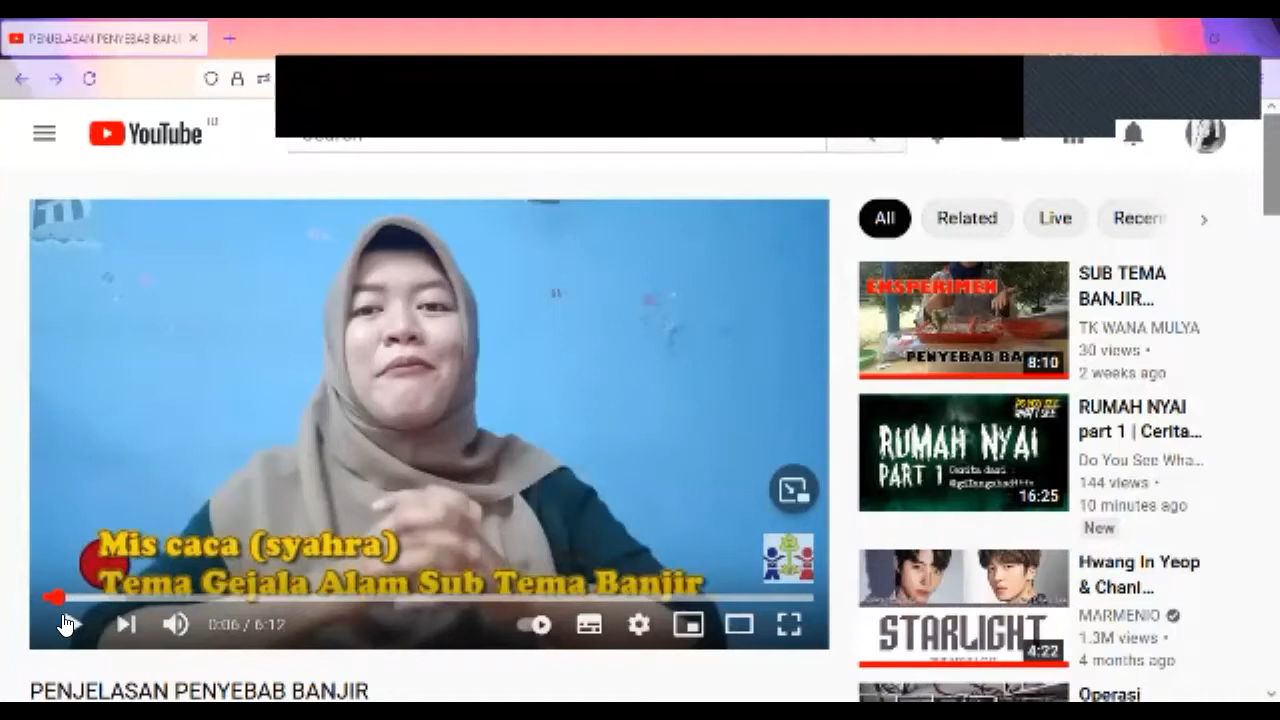 PENJELASAN PENYEBAB BANJI
YouTube
ID
All
Related
Live
Recen
Mis caca (syahra)
Tema Gejala Alam Sub Tema Banjir
0:06 / 6:12
PENJELASAN PENYEBAB BANJIR
EKSPERIMEN
PENYEBAB BA
8:10
SUB TEMA
BANJIR...
TK WANA MULYA
30 views •
2 weeks ago
RUMAH NYAI
PART 1
Cerita dari :
16:25
RUMAH NYAI
part 1 | Cerita...
Do You See Wha...
144 views •
10 minutes ago
New
STARLIGHT
4:22
Hwang In Yeop
& Chani...
MARMENIO
1.3M views •
4 months ago
Operasi